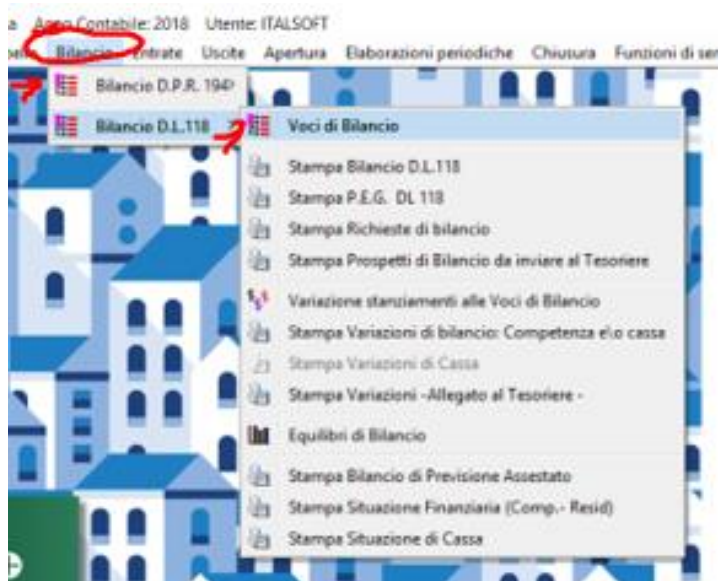 Anno Contabile: 2018 Utente: ITALSOFT
Bilancio Entrate Uscite Apertura Elaborazioni periodiche Chiusura Funzioni di ser
Bilancio D.P.R. 194
Bilancio D.L.118
Voci di Bilancio
Stampa Bilancio D.L.118
Stampa P.E.G. DL 118
Stampa Richieste di bilancio
Stampa Prospetti di Bilancio da inviare al Tesoriere
Variazione stanziamenti alle Voci di Bilancio
Stampa Variazioni di bilancio: Competenza e\o cassa
Stampa Variazioni di Cassa
Stampa Variazioni -Allegato al Tesoriere -
Equilibri di Bilancio
Stampa Bilancio di Previsione Assestato
Stampa Situazione Finanziaria (Comp.- Resid)
Stampa Situazione di Cassa